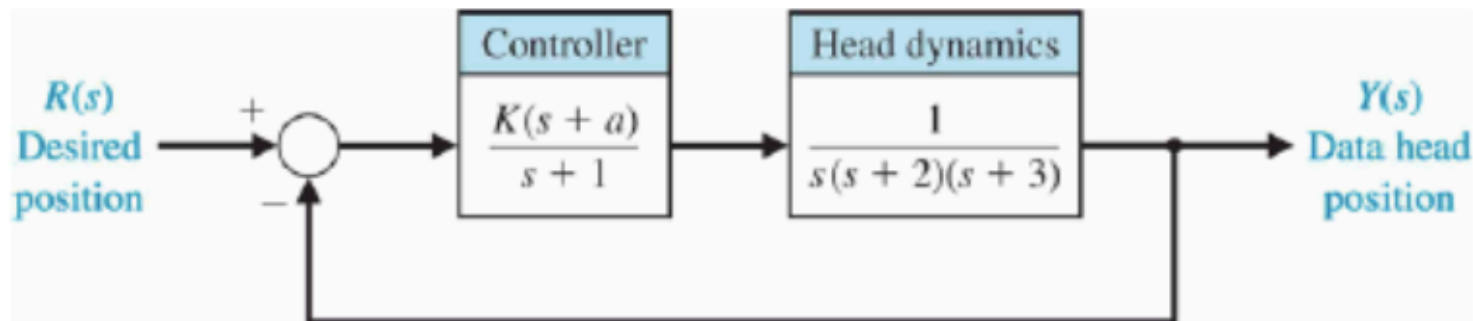 Controller
Head dynamics
R(s)
Desired
position
+
−
K(s + a)
s + 1
1
s(s + 2)(s + 3)
Y(s)
Data head
position